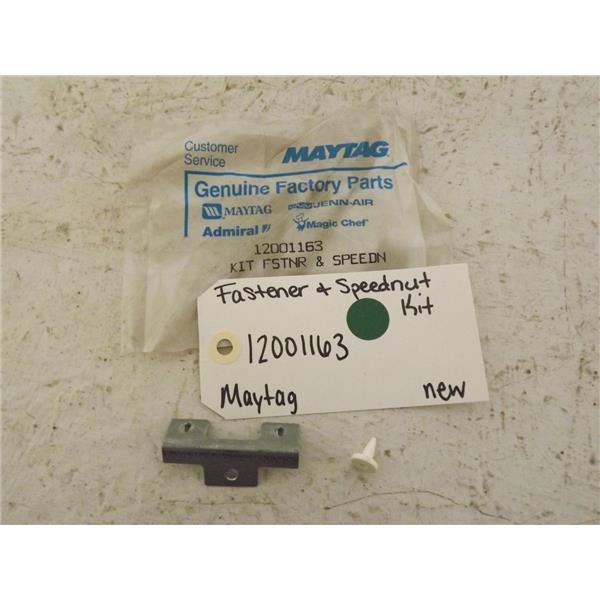 Customer
Service
MAYTAG
Genuine Factory Parts
MAYTAG
JENN-AIR
Admiral
Magic Chef
12001163
KIT FSTNR & SPEEDN
Fastener & Speednut
Kit
12001163
Maytag
new